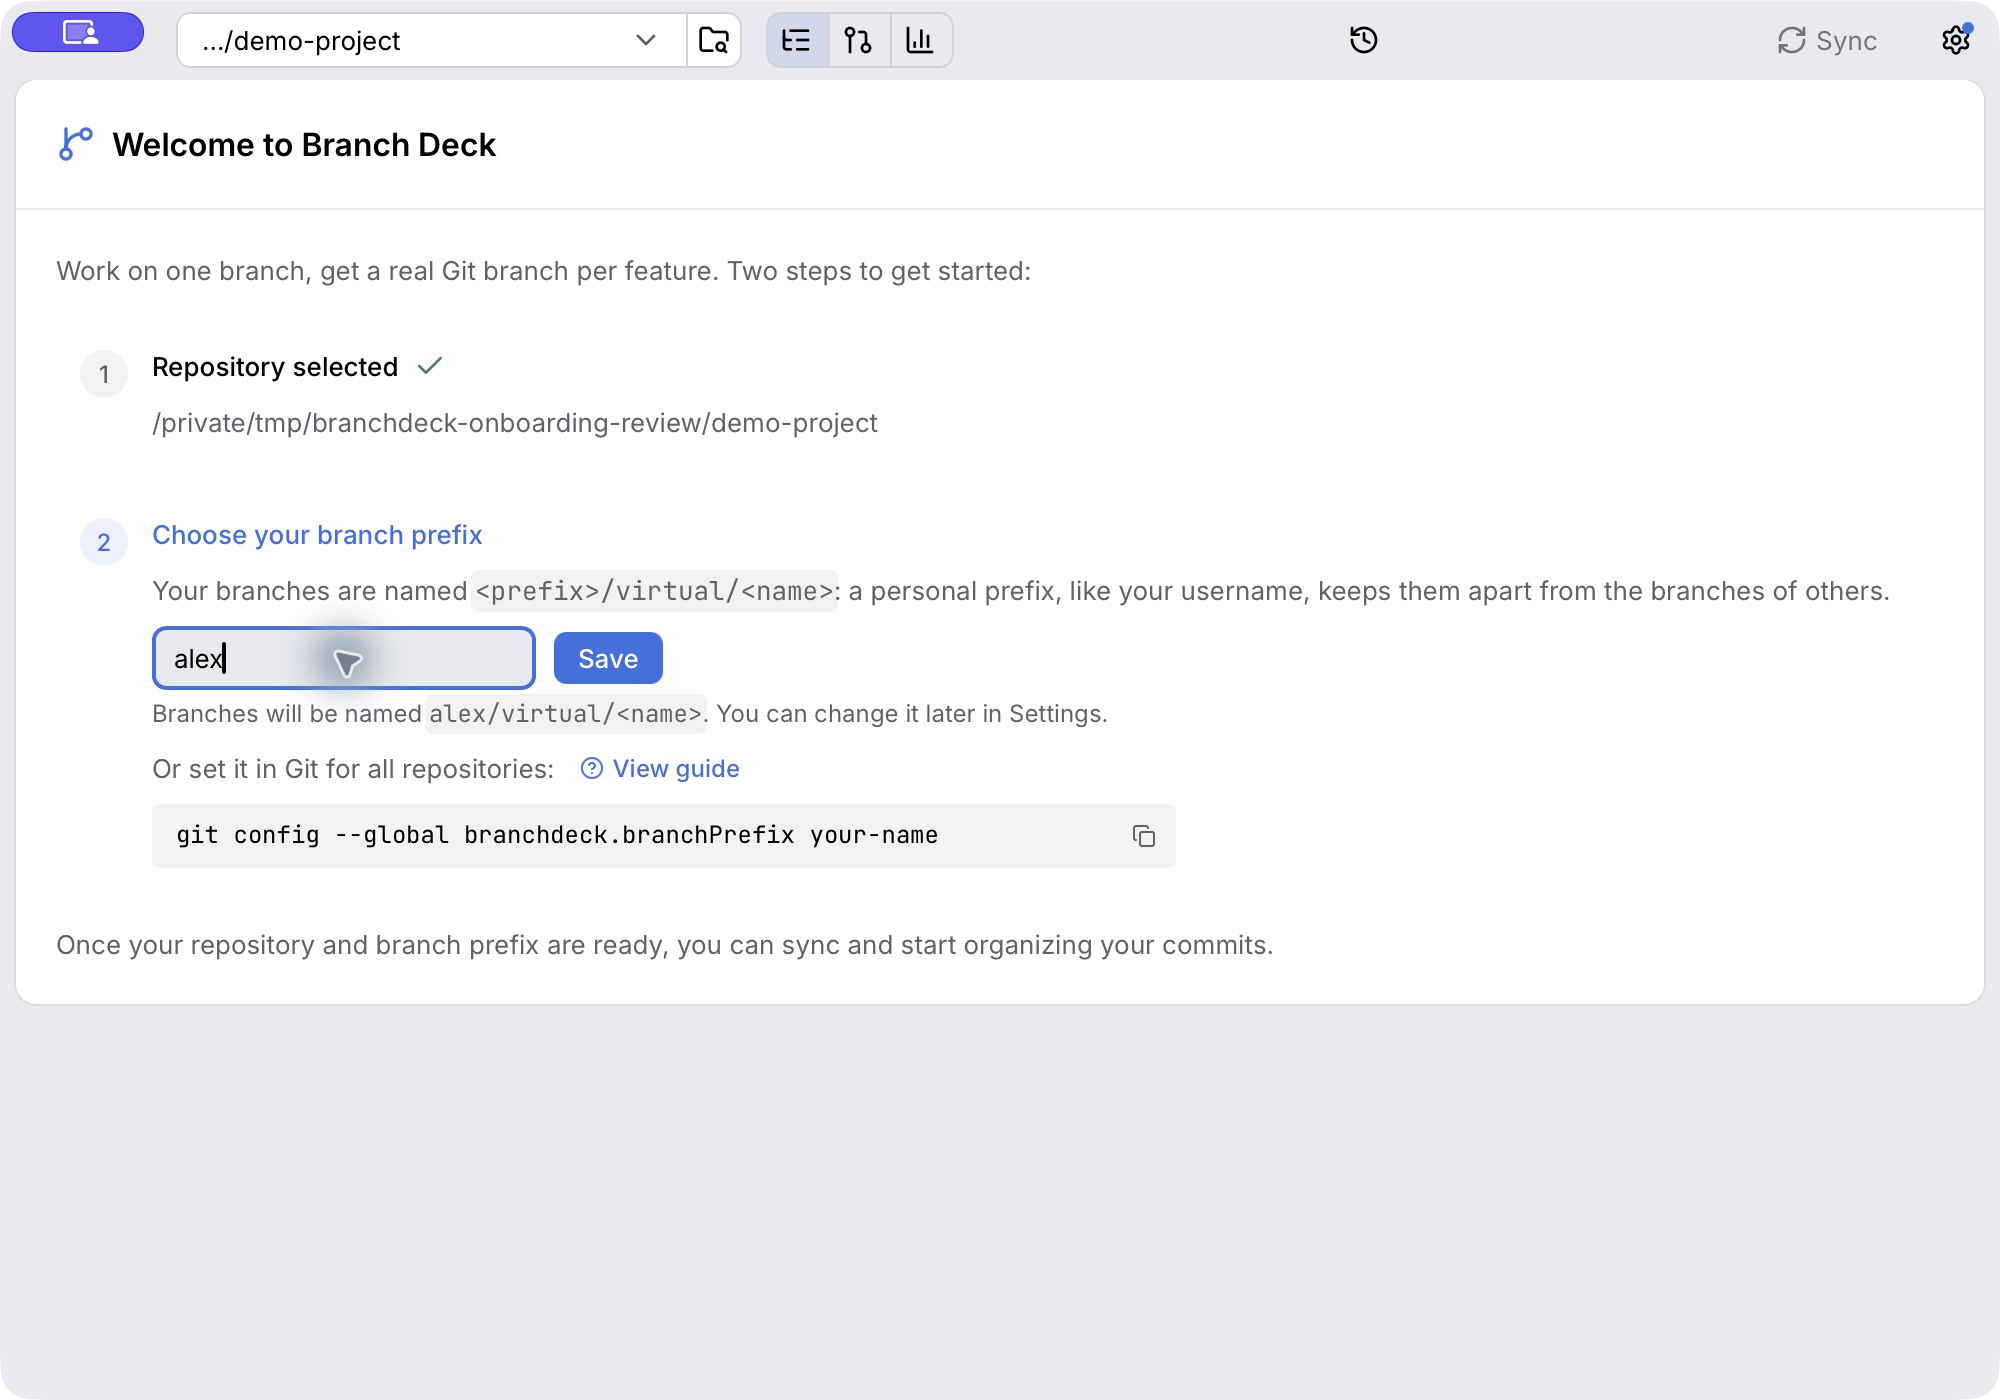 .../demo-project
Sync
Welcome to Branch Deck
Work on one branch, get a real Git branch per feature. Two steps to get started:
1
Repository selected
/private/tmp/branchdeck-onboarding-review/demo-project
2
Choose your branch prefix
Your branches are named <prefix>/virtual/<name>: a personal prefix, like your username, keeps them apart from the branches of others.
alex
Save
Branches will be named alex/virtual/<name>. You can change it later in Settings.
Or set it in Git for all repositories: View guide
git config --global branchdeck.branchPrefix your-name
Once your repository and branch prefix are ready, you can sync and start organizing your commits.